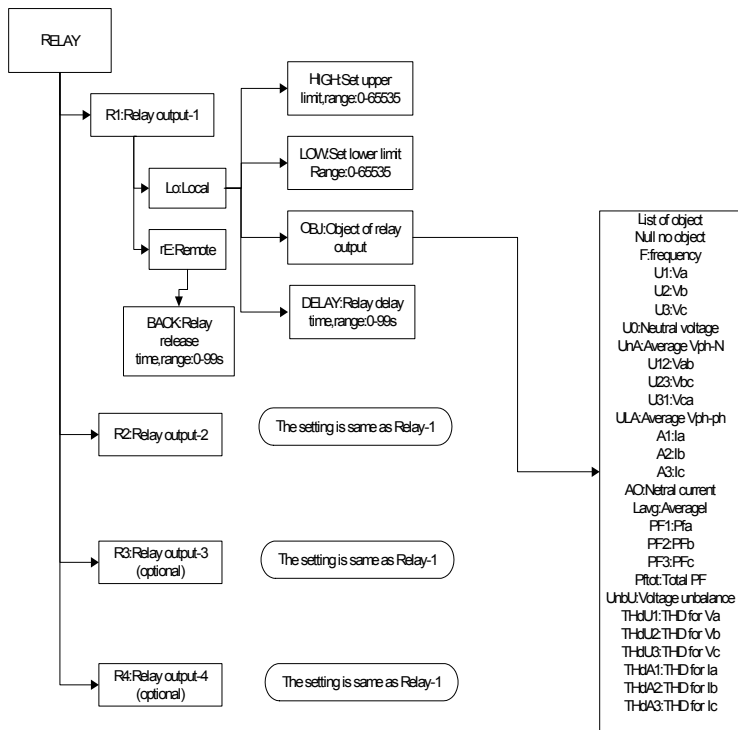 RELAY
R1:Relay output-1
Lo:Local
rE:Remote
BACK:Relay
release
time,range:0-99s
HIGH:Set upper
limit,range:0-65535
LOW:Set lower limit
Range:0-65535
OBJ:Object of relay
output
DELAY:Relay delay
time,range:0-99s
R2:Relay output-2
The setting is same as Relay-1
R3:Relay output-3
(optional)
The setting is same as Relay-1
R4:Relay output-4
(optional)
The setting is same as Relay-1
List of object
Null no object
F:frequency
U1:Va
U2:Vb
U3:Vc
U0:Neutral voltage
UnA:Average Vph-N
U12:Vab
U23:Vbc
U31:Vca
ULA:Average Vph-ph
A1:Ia
A2:Ib
A3:Ic
AO:Netral current
Lavg:AverageI
PF1:Pfa
PF2:PFb
PF3:PFc
Pftot:Total PF
UnbU:Voltage unbalance
THdU1:THD for Va
THdU2:THD for Vb
THdU3:THD for Vc
THdA1:THD for Ia
THdA2:THD for Ib
THdA3:THD for Ic